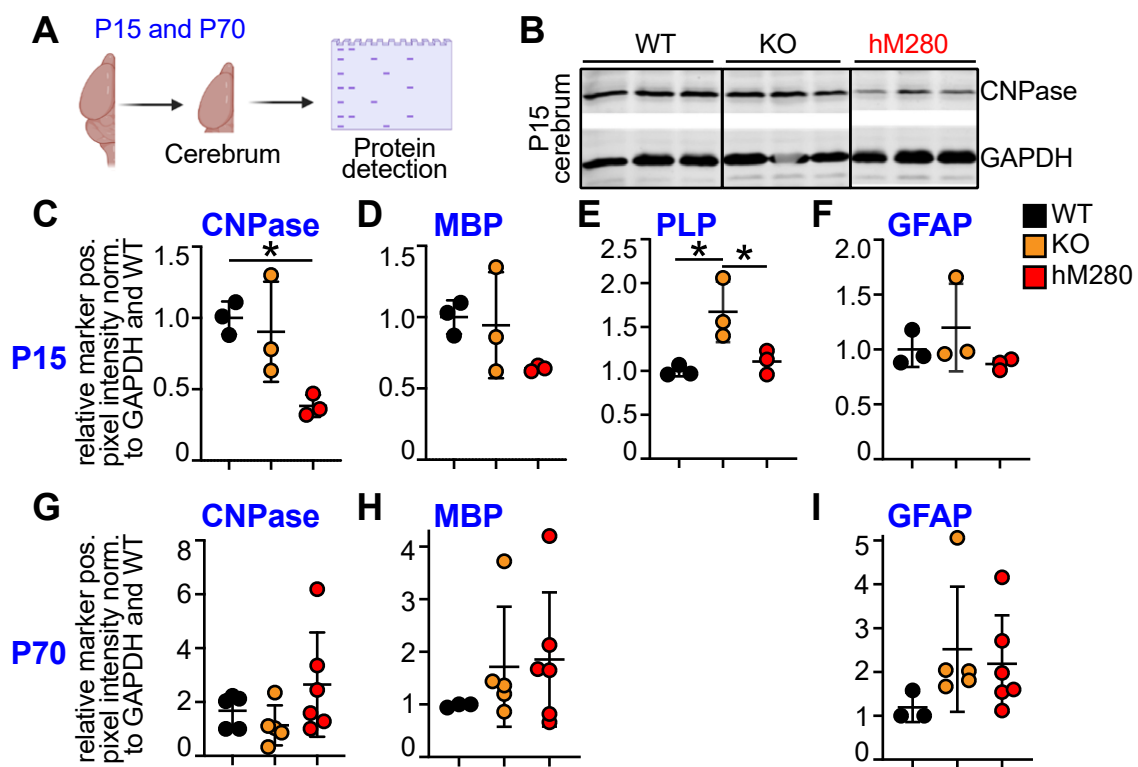 A
P15 and P70
Cerebrum
Protein
detection
B
WT
KO
hM280
P15
cerebrum
CNPase
GAPDH
C
CNPase
relative marker pos.
pixel intensity norm.
to GAPDH and WT
P15
1.5
1.0
0.5
0
*
D
MBP
1.5
1.0
0.5
0
E
PLP
2.5
2.0
1.5
1.0
0.5
0
*
*
F
GFAP
2.0
1.5
1.0
0.5
0
WT
KO
hM280
G
CNPase
relative marker pos.
pixel intensity norm.
to GAPDH and WT
P70
8
6
4
2
0
H
MBP
4
3
2
1
0
I
GFAP
5
4
3
2
1
0